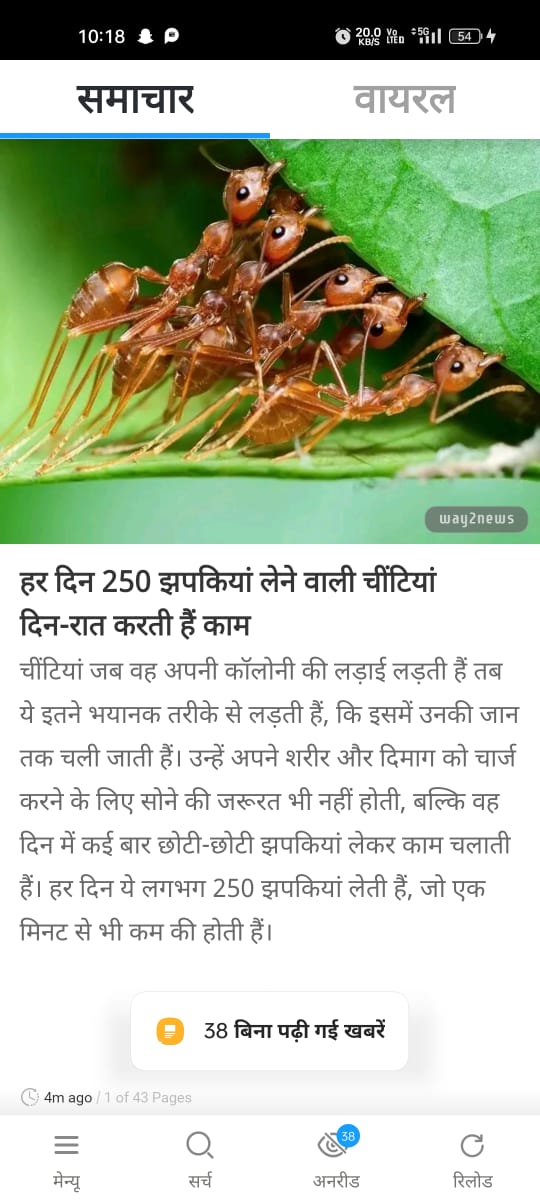 10:18 20.0 KB/S Vo LTED 5G 54
समाचार वायरल
way2news
हर दिन 250 झपकियां लेने वाली चींटियां
दिन-रात करती हैं काम
चींटियां जब वह अपनी कॉलोनी की लड़ाई लड़ती हैं तब
ये इतने भयानक तरीके से लड़ती हैं, कि इसमें उनकी जान
तक चली जाती हैं। उन्हें अपने शरीर और दिमाग को चार्ज
करने के लिए सोने की जरूरत भी नहीं होती, बल्कि वह
दिन में कई बार छोटी-छोटी झपकियां लेकर काम चलाती
हैं। हर दिन ये लगभग 250 झपकियां लेती हैं, जो एक
मिनट से भी कम की होती हैं।
38 बिना पढ़ी गई खबरें
4m ago / 1 of 43 Pages
38
मेन्यू सर्च अनरीड रिलोड